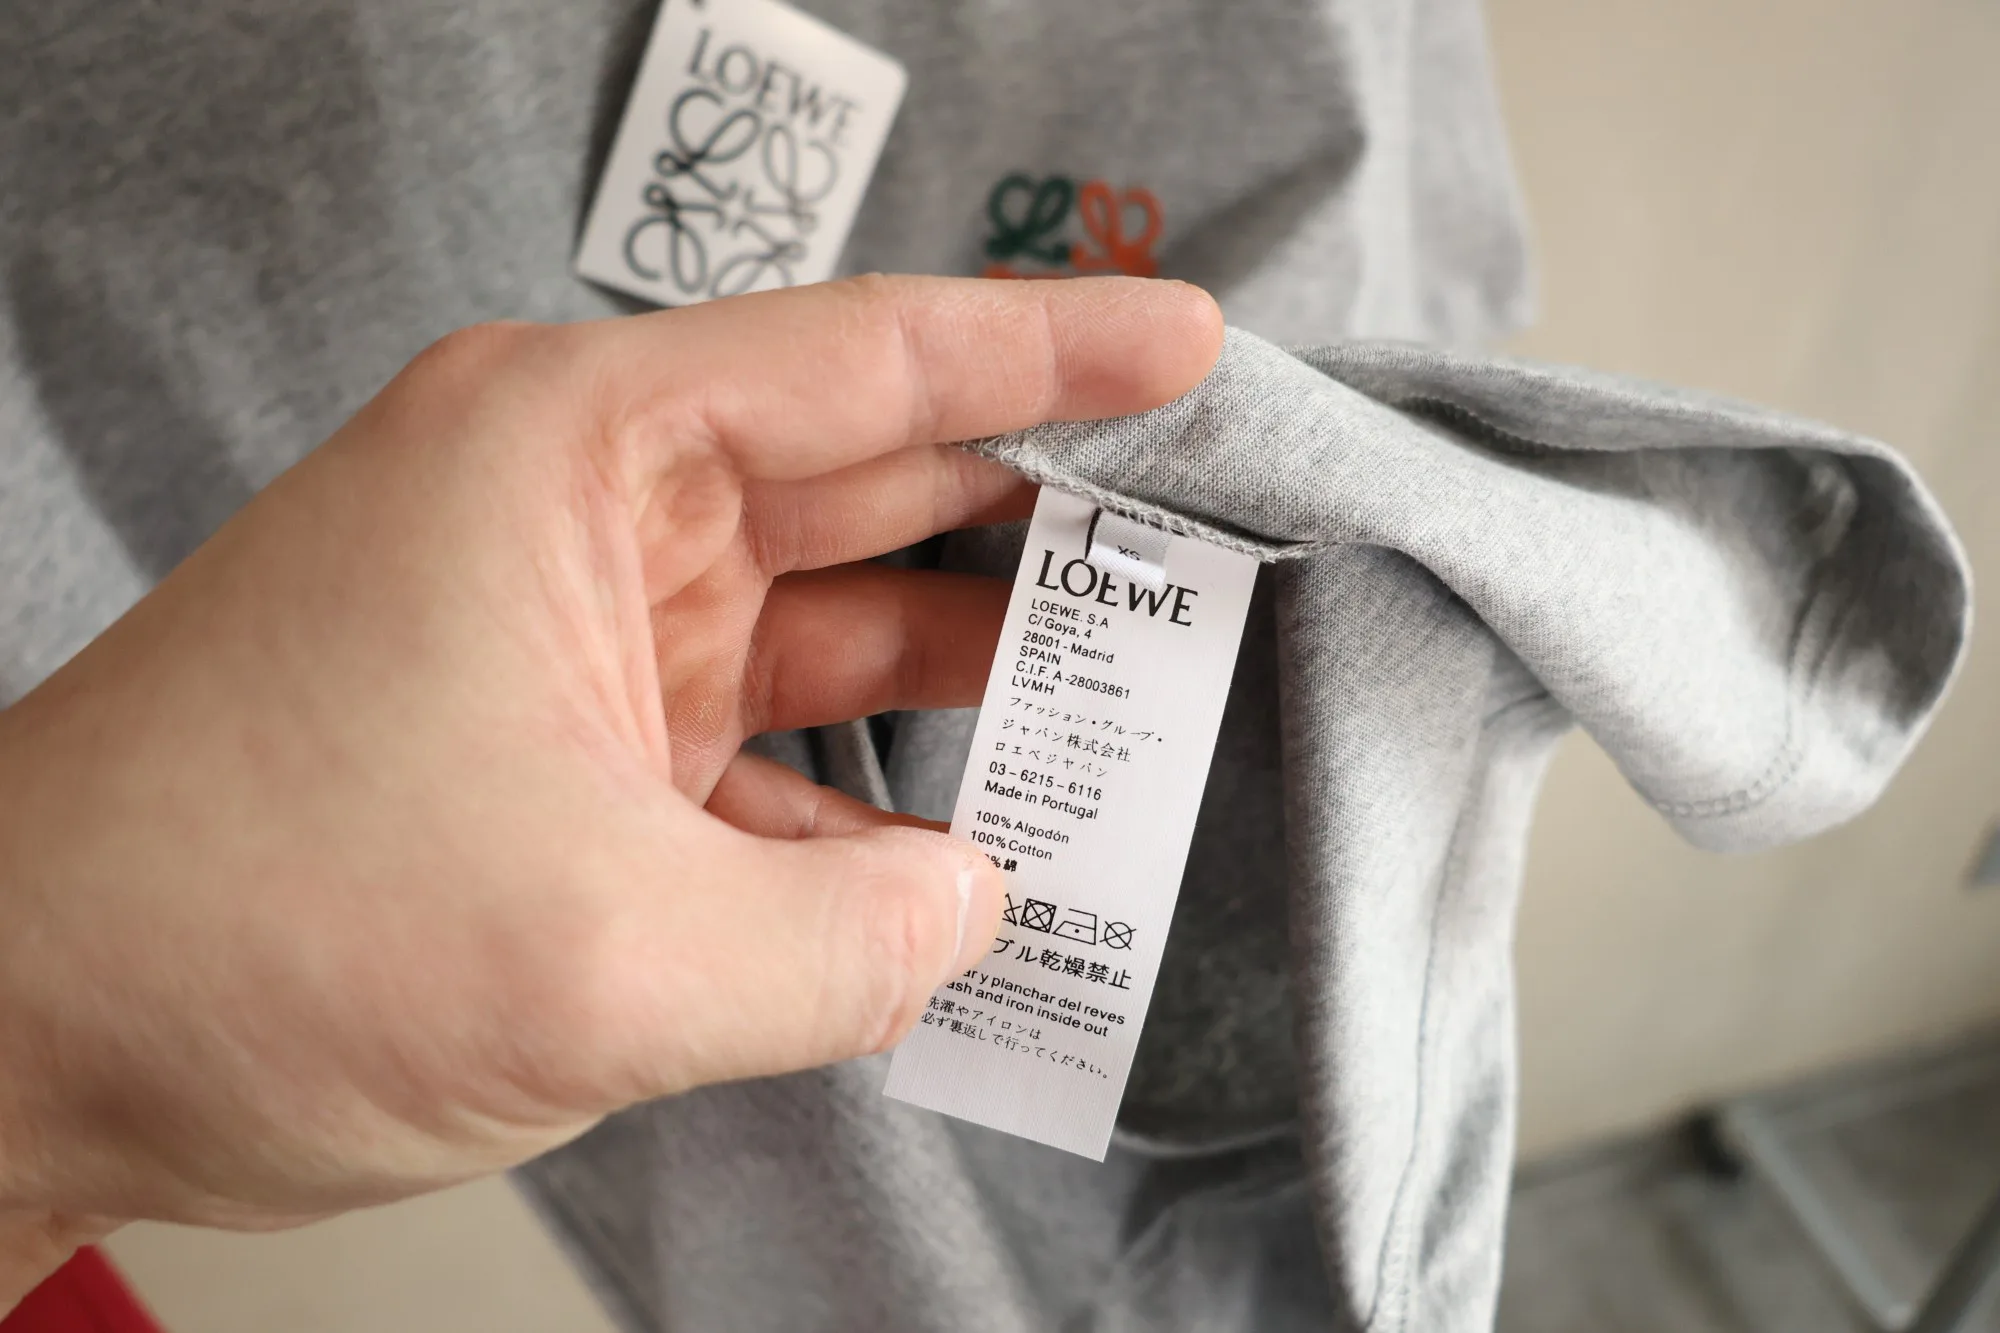 LOEWE
XS
LOEWE
LOEWE. S.A
C/ Goya, 4
28001 - Madrid
SPAIN
C.I.F. A -28003861
LVMH
ファッション・グループ・
ジャパン株式会社
ロエベジャパン
03 – 6215 – 6116
Made in Portugal
100% Algodón
100% Cotton
% 綿
ブル乾燥禁止
ar y planchar del reves
ash and iron inside out
洗濯やアイロンは
必ず裏返しで行ってください。